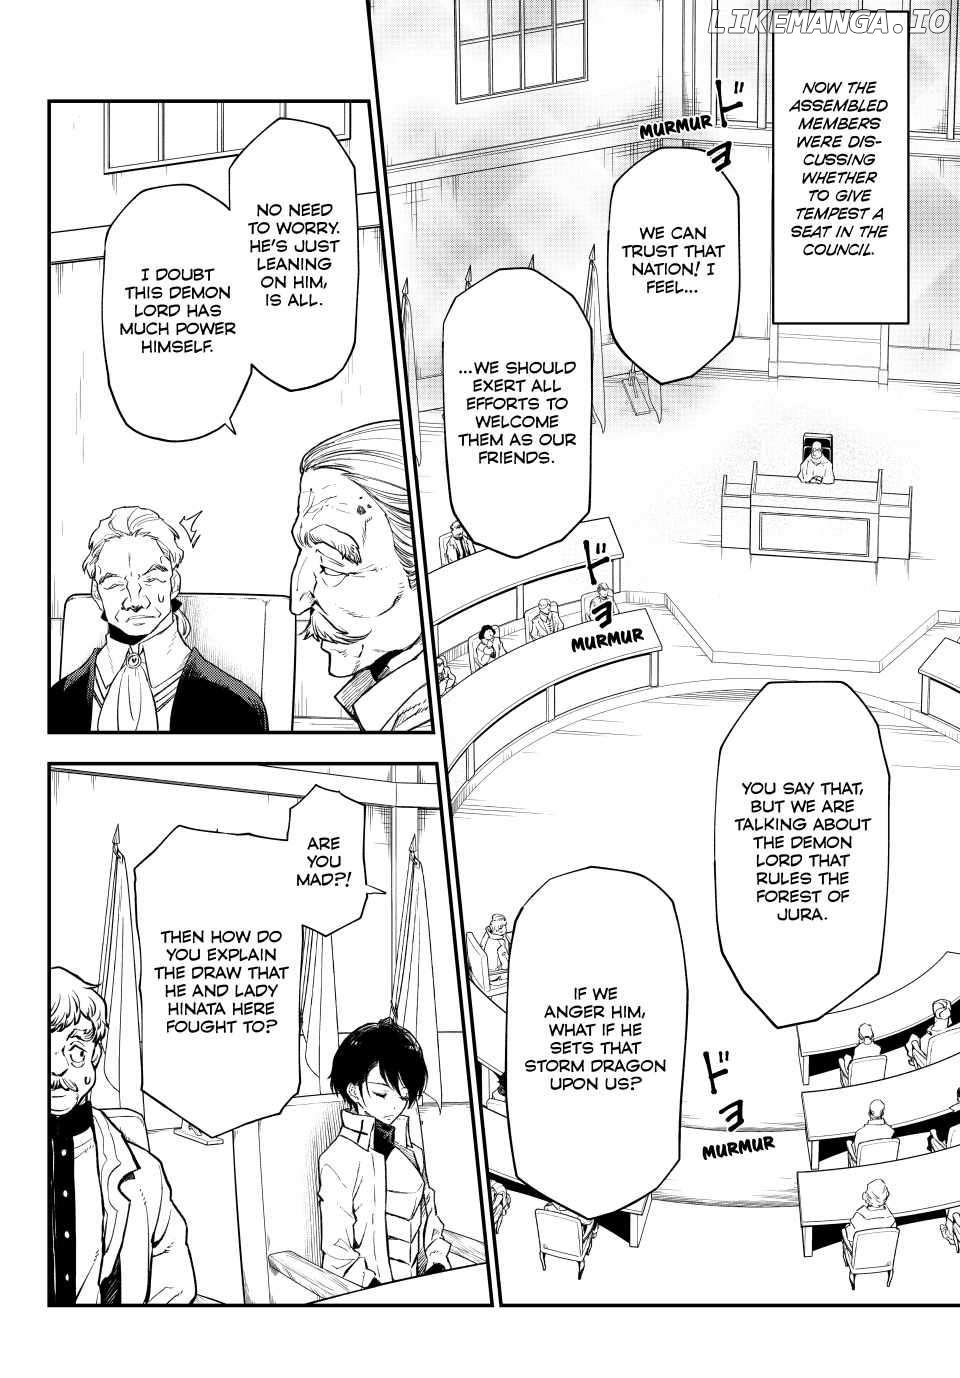 LIKEMANGA.IO
NOW THE
ASSEMBLED
MEMBERS
WERE DIS-
CUSSING
WHETHER
TO GIVE
TEMPEST A
SEAT IN THE
COUNCIL.
ドヨ
MURMUR
WE CAN
TRUST THAT
NATION! I
FEEL...
...WE SHOULD
EXERT ALL
EFFORTS TO
WELCOME
THEM AS OUR
FRIENDS.
ドヨ
MURMUR
YOU SAY THAT,
BUT WE ARE
TALKING ABOUT
THE DEMON
LORD THAT
RULES THE
FOREST OF
JURA.
IF WE
ANGER HIM,
WHAT IF HE
SETS THAT
STORM DRAGON
UPON US?
ドヨ
MURMUR
NO NEED
TO WORRY.
HE'S JUST
LEANING
ON HIM,
IS ALL.
I DOUBT
THIS DEMON
LORD HAS
MUCH POWER
HIMSELF.
ARE
YOU
MAD?!
THEN HOW DO
YOU EXPLAIN
THE DRAW THAT
HE AND LADY
HINATA HERE
FOUGHT TO?